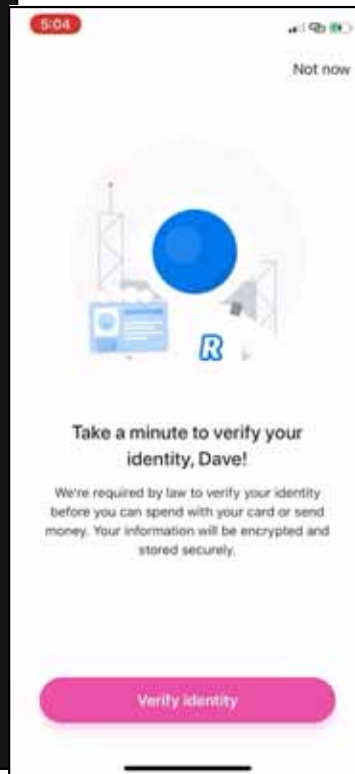 5:04
Not now
R
Take a minute to verify your
identity, Dave!
We're required by law to verify your identity
before you can spend with your card or send
money. Your information will be encrypted and
stored securely.
Verify identity